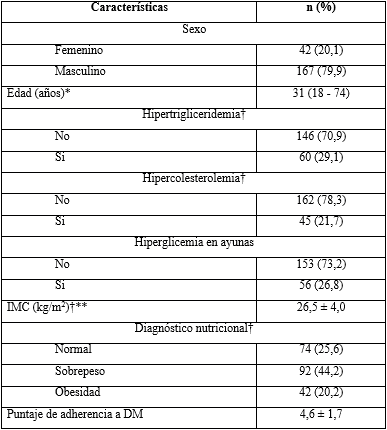 Características n (%)
Sexo
Femenino 42 (20,1)
Masculino 167 (79,9)
Edad (años)* 31 (18 - 74)
Hipertrigliceridemia†
No 146 (70,9)
Si 60 (29,1)
Hipercolesterolemia†
No 162 (78,3)
Si 45 (21,7)
Hiperglicemia en ayunas
No 153 (73,2)
Si 56 (26,8)
IMC (kg/m²)†** 26,5 ± 4,0
Diagnóstico nutricional†
Normal 74 (25,6)
Sobrepeso 92 (44,2)
Obesidad 42 (20,2)
Puntaje de adherencia a DM 4,6 ± 1,7